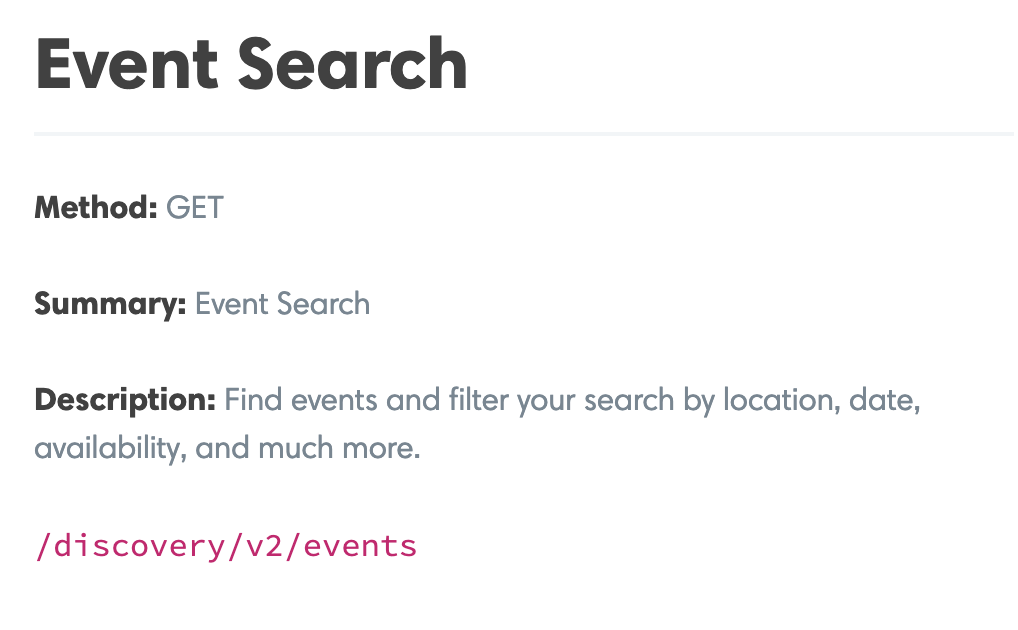 Event Search
Method: GET
Summary: Event Search
Description: Find events and filter your search by location, date,
availability, and much more.
/discovery/v2/events